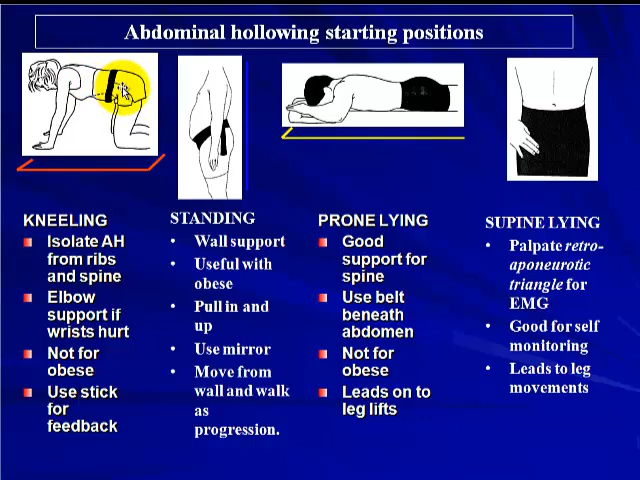 Abdominal hollowing starting positions
KNEELING
Isolate AH
from ribs
and spine
Elbow
support if
wrists hurt
Not for
obese
Use stick
for
feedback
STANDING
• Wall support
• Useful with
obese
• Pull in and
up
• Use mirror
• Move from
wall and walk
as
progression.
PRONE LYING
Good
support for
spine
Use belt
beneath
abdomen
Not for
obese
Leads on to
leg lifts
SUPINE LYING
• Palpate retro-
aponeurotic
triangle for
EMG
• Good for self
monitoring
• Leads to leg
movements